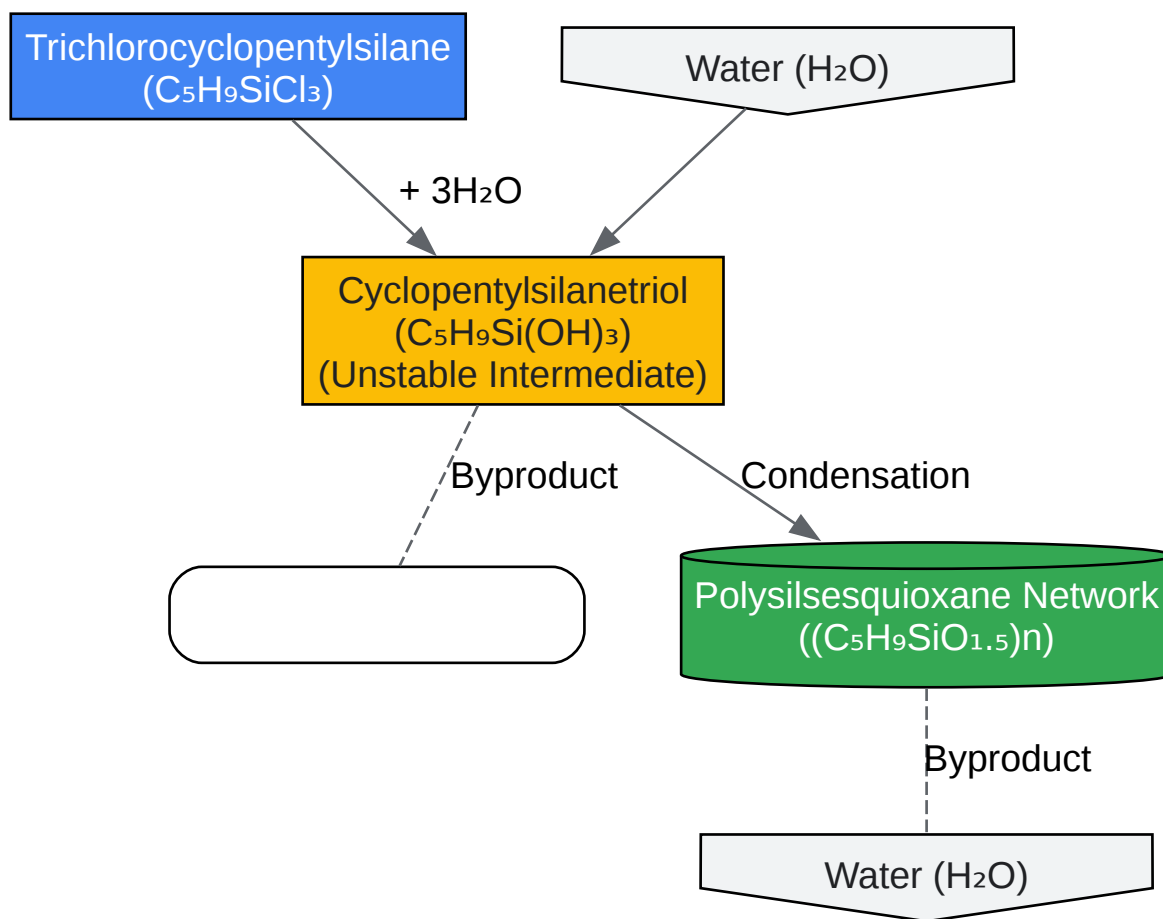 Trichlorocyclopentylsilane
(C₅H₉SiCl₃)
Water (H₂O)
+ 3H₂O
Cyclopentylsilanetriol
(C₅H₉Si(OH)₃)
(Unstable Intermediate)
Byproduct
Condensation
Polysilsesquioxane Network
((C₅H₉SiO₁.₅)n)
Byproduct
Water (H₂O)